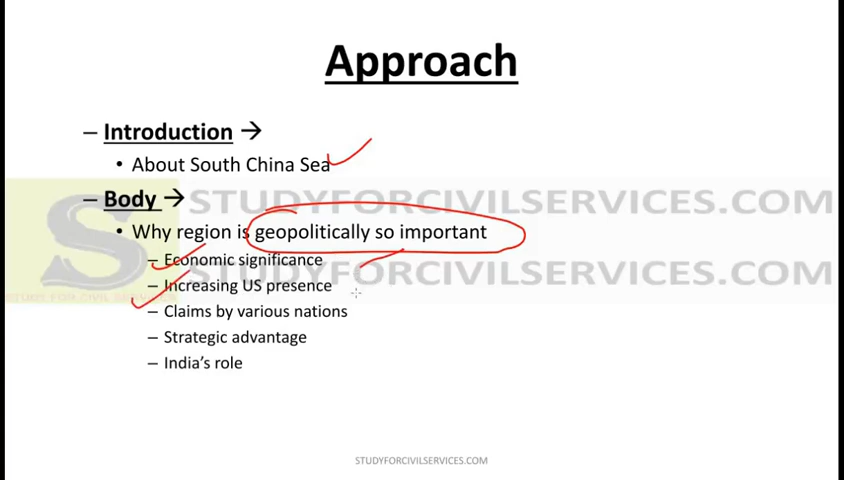 Approach
– Introduction →
• About South China Sea
– Body →
STUDYFORCIVILSERVICES.COM
• Why region is geopolitically so important
– Economic significance
STUDYFORCIVILSERVICES.COM
– Increasing US presence
– Claims by various nations
– Strategic advantage
– India's role
STUDYFORCIVILSERVICES.COM